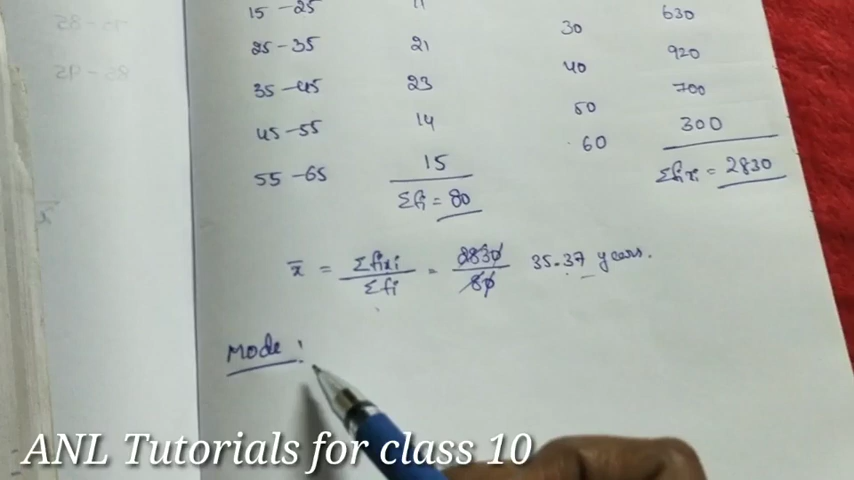 15 - 25 11 630
25 - 35 21 30 920
35 - 45 23 40 700
45 - 55 14 50 300
55 - 65 15 60 Σfixi = 2830
Σfi = 80
x̄ = Σfixi / Σfi = 2830 / 80 35.37 years.
Mode :
ANL Tutorials for class 10